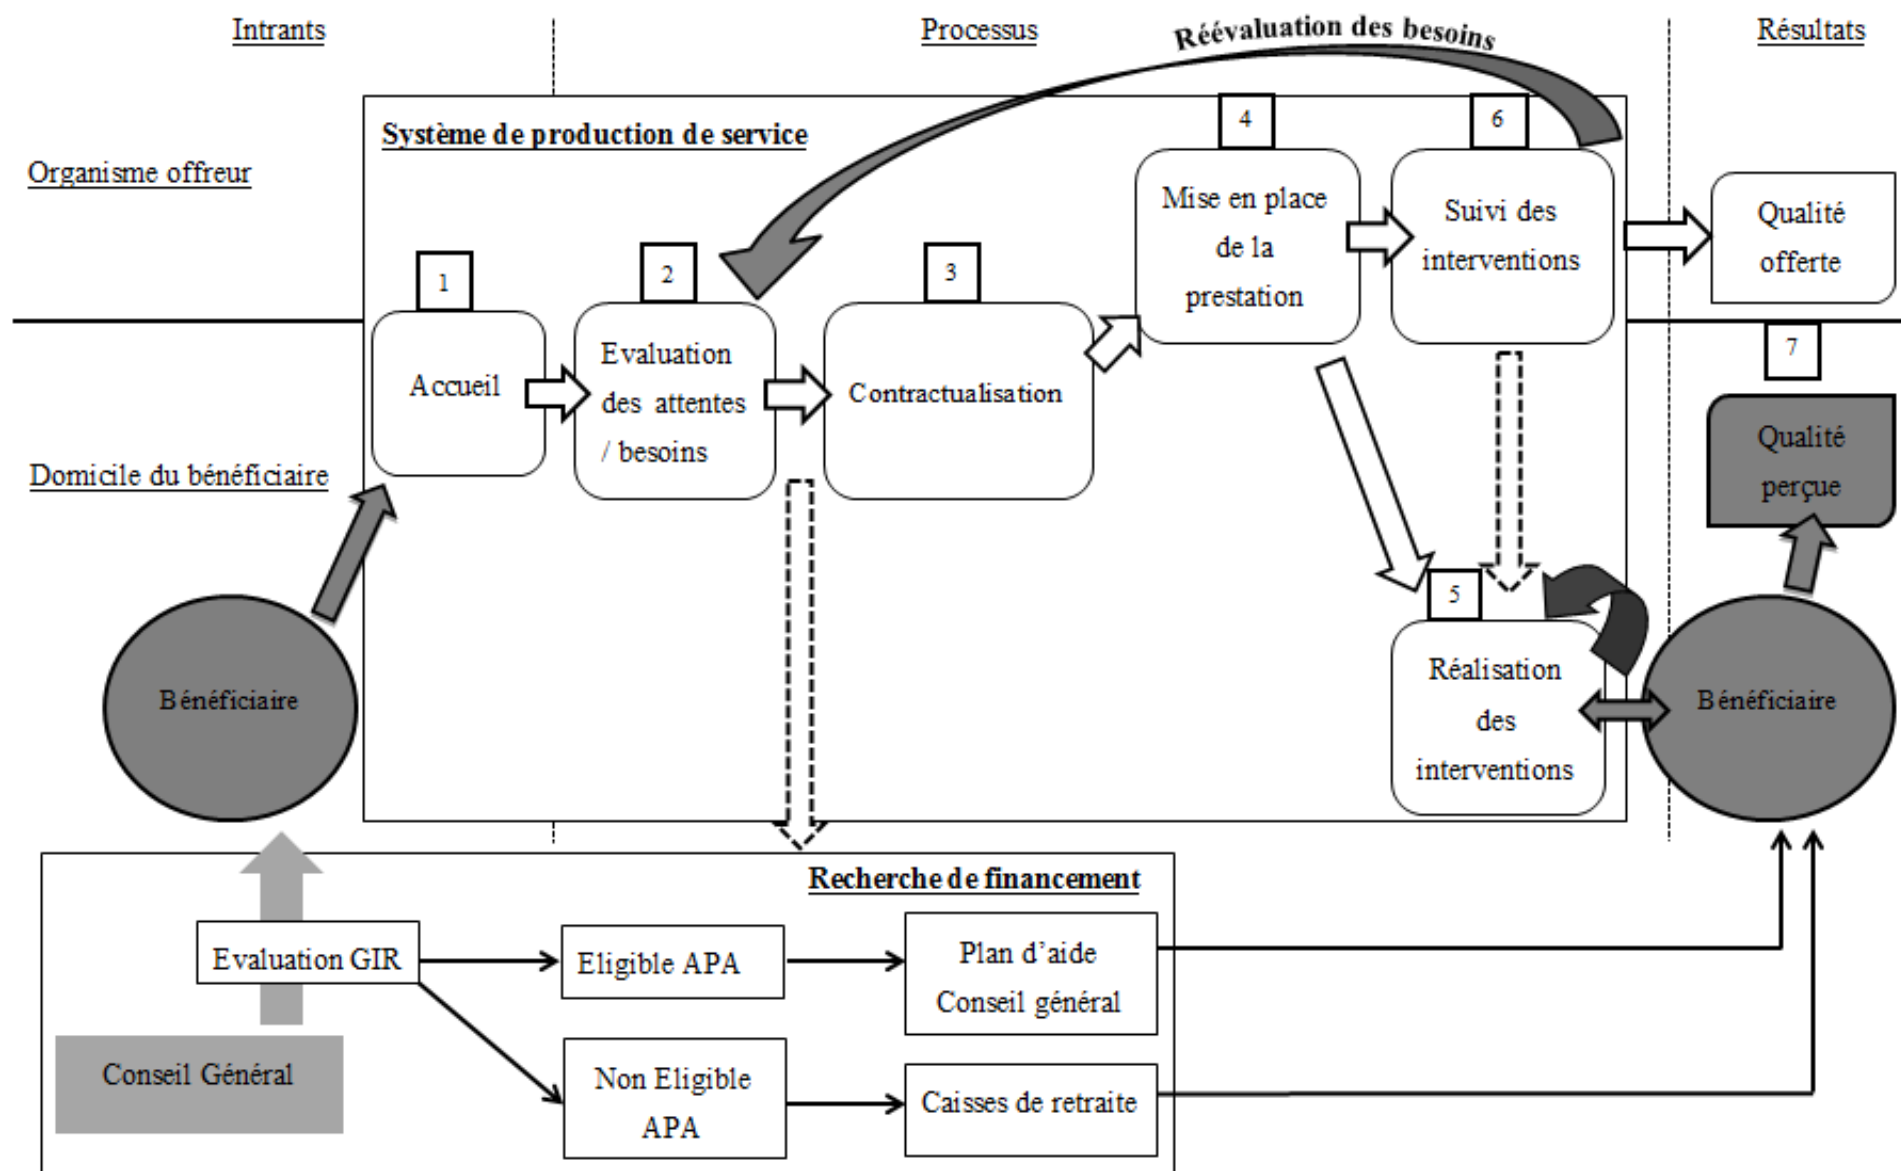 Intrants
Processus
Réévaluation des besoins
Résultats
Système de production de service
Organisme offreur
4
6
Mise en place
de la
prestation
Suivi des
interventions
Qualité
offerte
1
2
3
7
Accueil
Evaluation
des attentes
/ besoins
Contractualisation
Qualité
perçue
Domicile du bénéficiaire
5
Bénéficiaire
Réalisation
des
interventions
Bénéficiaire
Recherche de financement
Evaluation GIR
Eligible APA
Plan d’aide
Conseil général
Conseil Général
Non Eligible
APA
Caisses de retraite